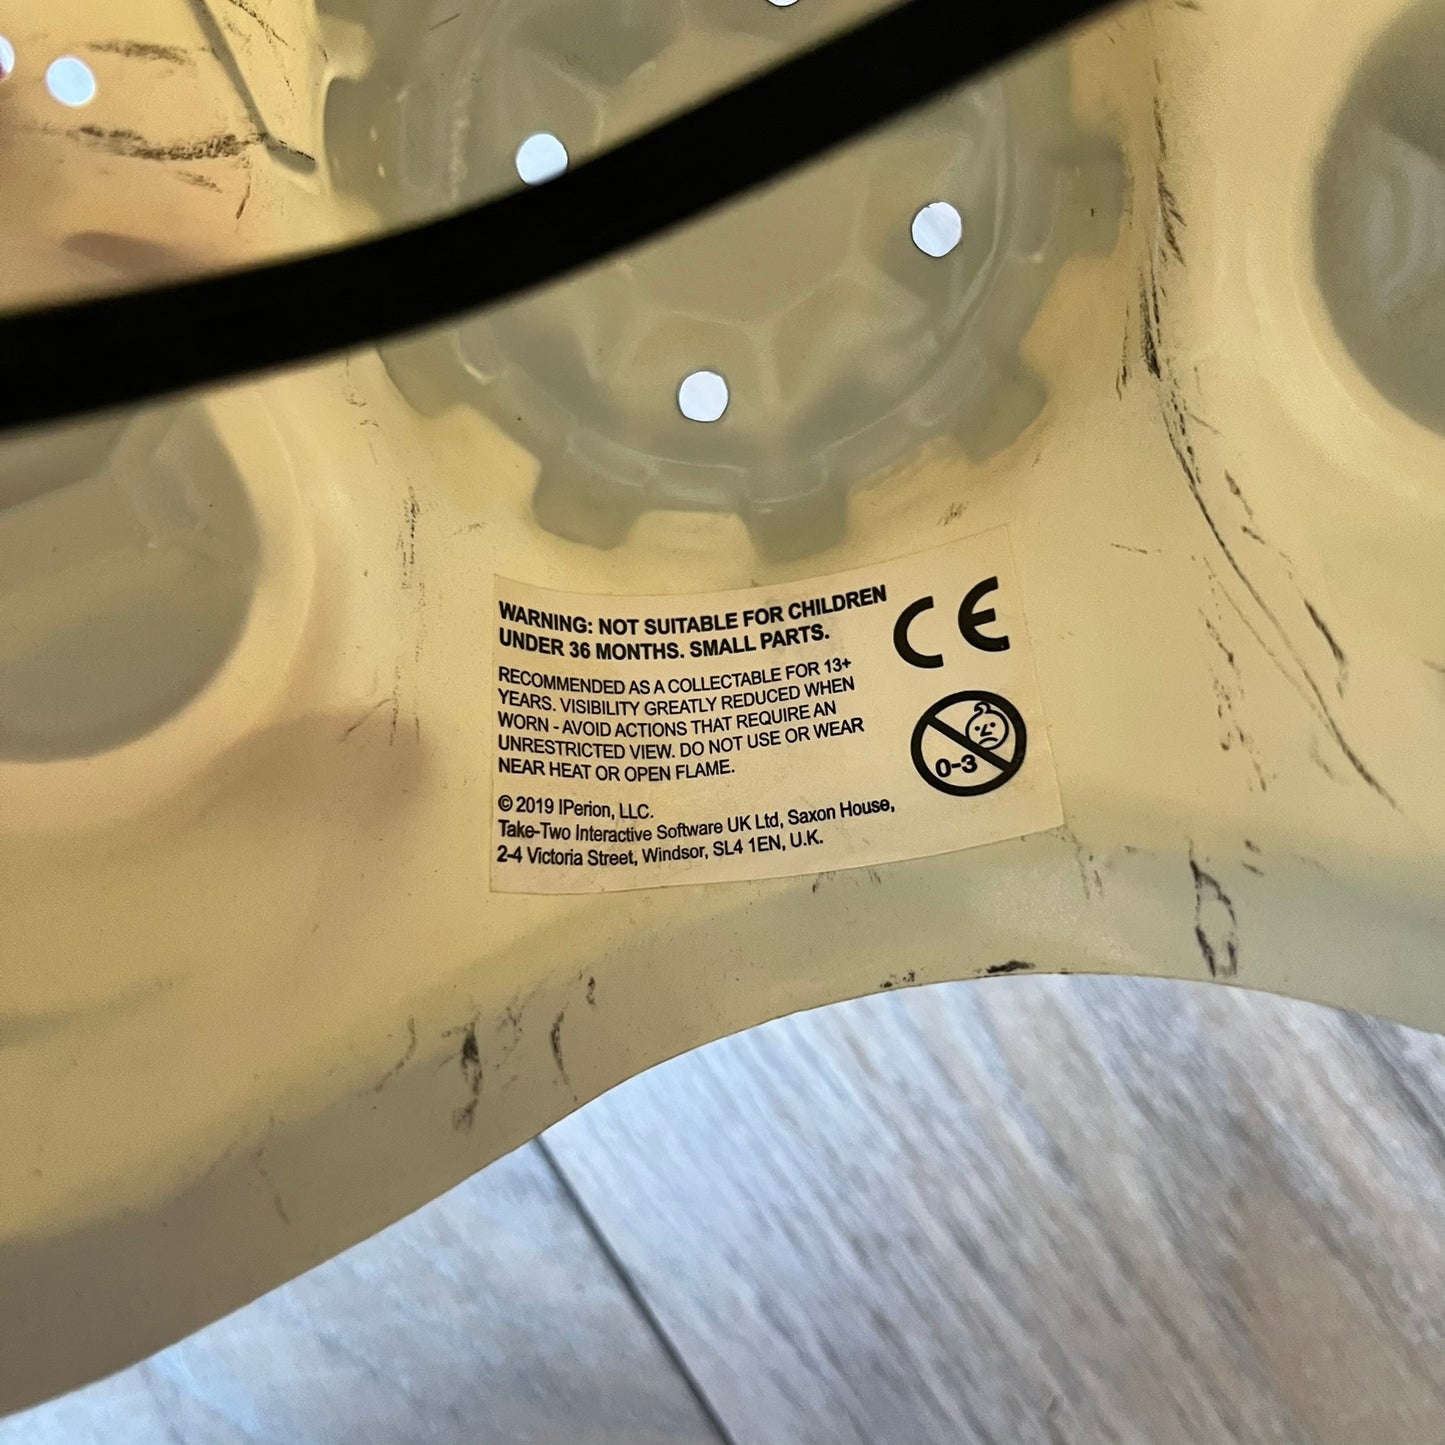 WARNING: NOT SUITABLE FOR CHILDREN
UNDER 36 MONTHS. SMALL PARTS.
RECOMMENDED AS A COLLECTABLE FOR 13+
YEARS. VISIBILITY GREATLY REDUCED WHEN
WORN - AVOID ACTIONS THAT REQUIRE AN
UNRESTRICTED VIEW. DO NOT USE OR WEAR
NEAR HEAT OR OPEN FLAME.
© 2019 IPerion, LLC.
Take-Two Interactive Software UK Ltd, Saxon House,
2-4 Victoria Street, Windsor, SL4 1EN, U.K.
CE
0-3